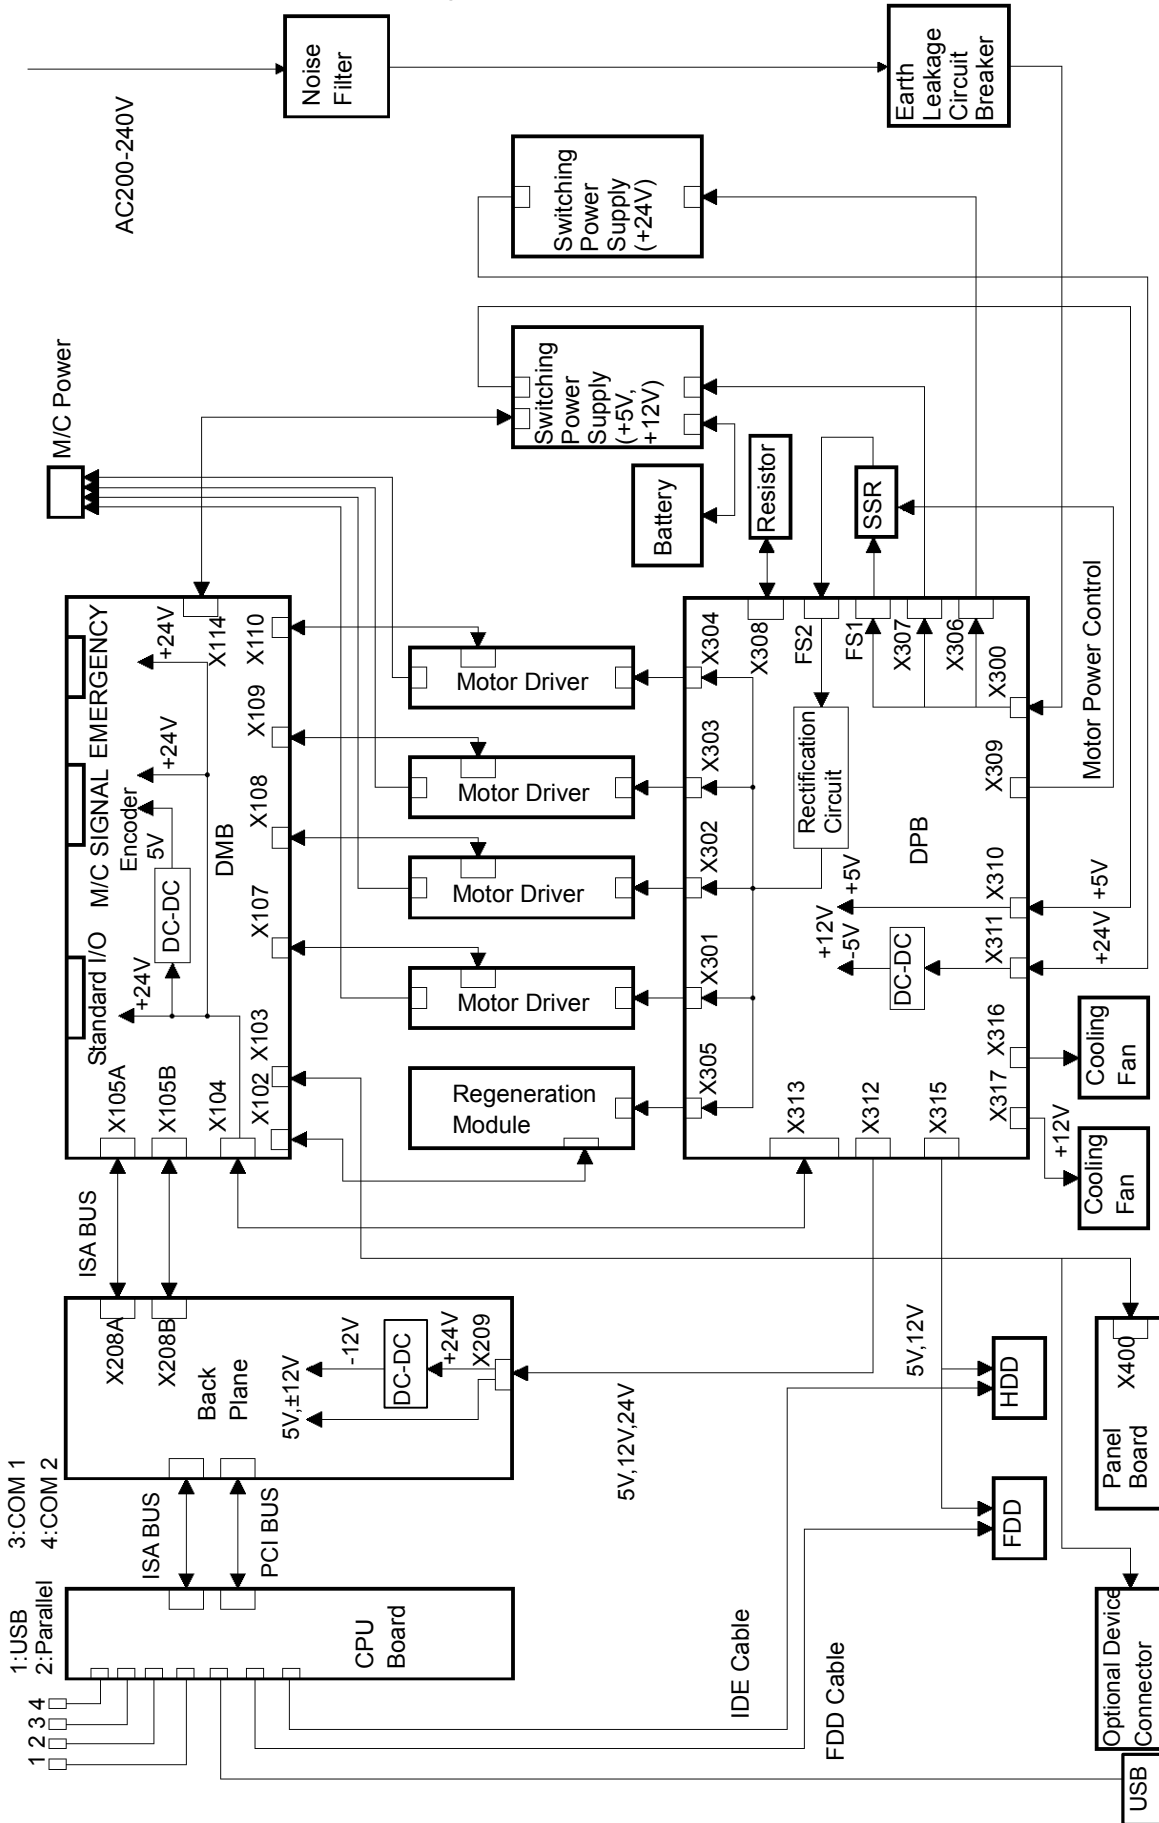 1:USB
2:Parallel
3:COM 1
4:COM 2
1 2 3 4
CPU
Board
ISA BUS
PCI BUS
IDE Cable
FDD Cable
USB
Optional Device
Connector
Back
Plane
X208A
X208B
X209
5V,±12V
-12V
DC-DC
+24V
5V,12V,24V
5V,12V
HDD
FDD
Panel
Board
X400
ISA BUS
Standard I/O
M/C SIGNAL
EMERGENCY
X105A
X105B
X104
X102
X103
X107
X108
X109
X110
X114
+24V
DC-DC
5V
Encoder
+24V
+24V
DMB
M/C Power
Regeneration
Module
Motor Driver
Motor Driver
Motor Driver
Motor Driver
X305
X301
X302
X303
X304
X313
X312
X315
X317
X316
X311
X310
X309
X300
X306
X307
FS1
FS2
X308
DC-DC
+12V
-5V
+5V
Rectification
Circuit
DPB
+12V
Cooling
Fan
Cooling
Fan
+24V
+5V
Motor Power Control
Battery
Resistor
SSR
Switching
Power
Supply
(+5V,
+12V)
Switching
Power
Supply
(+24V)
AC200-240V
Noise
Filter
Earth
Leakage
Circuit
Breaker